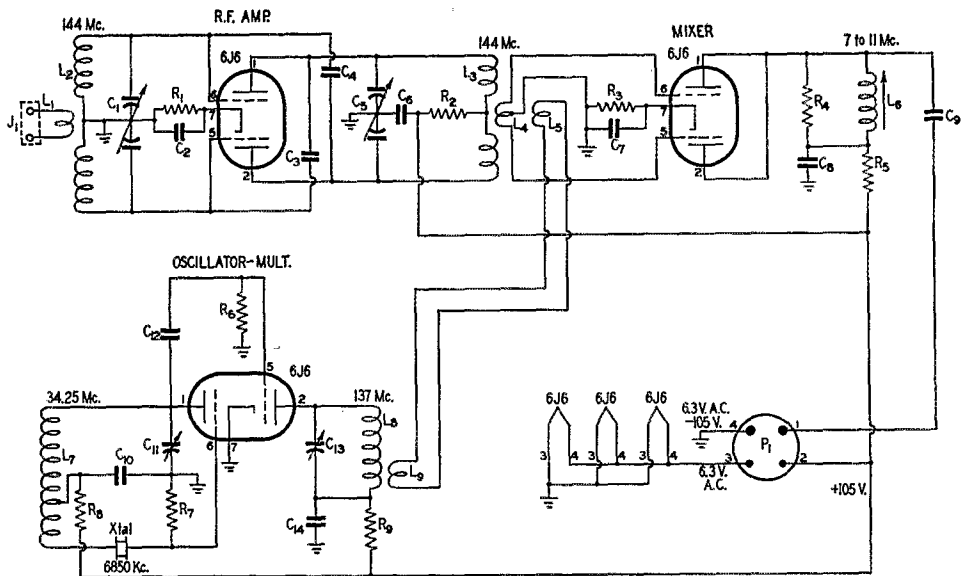 R.F. AMP.
MIXER
144 Mc.
6J6
144 Mc.
6J6
7 to 11 Mc.
L2
C4
L3
L1
C1
R1
1
8
7
5
C5
C6
R2
R3
6
7
5
1
R4
L6
C9
J1
C2
C3
L4
L5
C7
C8
R5
2
2
OSCILLATOR-MULT.
R6
C12
5
6J6
34.25 Mc.
1
2
137 Mc.
6J6
6J6
6J6
L8
6.3 V. A.C.
-105 V.
C11
6
7
C13
4
1
L7
C10
L9
P1
3
4
3
4
3
4
3
2
6.3 V.
A.C.
R8
R7
+105 V.
C14
R9
Xtal
6850 Kc.